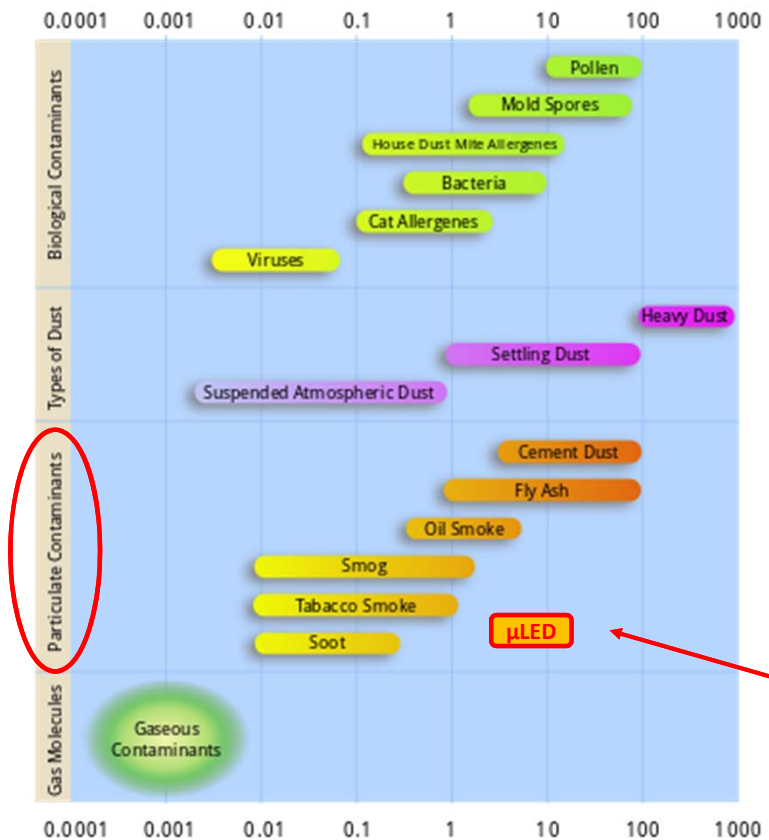 0.0001 0.001 0.01 0.1 1 10 100 1000
Biological Contaminants
Pollen
Mold Spores
House Dust Mite Allergenes
Bacteria
Cat Allergenes
Viruses
Types of Dust
Heavy Dust
Settling Dust
Suspended Atmospheric Dust
Particulate Contaminants
Cement Dust
Fly Ash
Oil Smoke
Smog
Tabacco Smoke
μLED
Soot
Gas Molecules
Gaseous
Contaminants
0.0001 0.001 0.01 0.1 1 10 100 1000